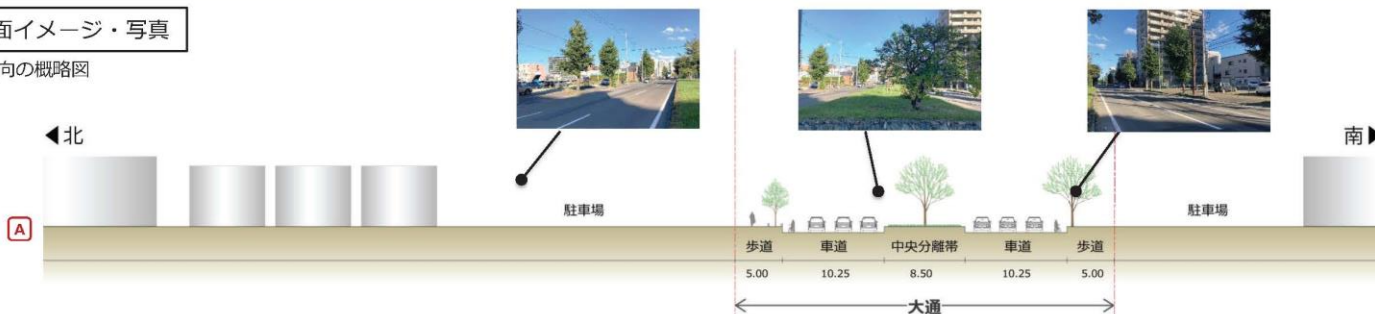 面イメージ・写真
向の概略図
◀北
南▶
A
駐車場
駐車場
歩道
車道
中央分離帯
車道
歩道
5.00
10.25
8.50
10.25
5.00
大通